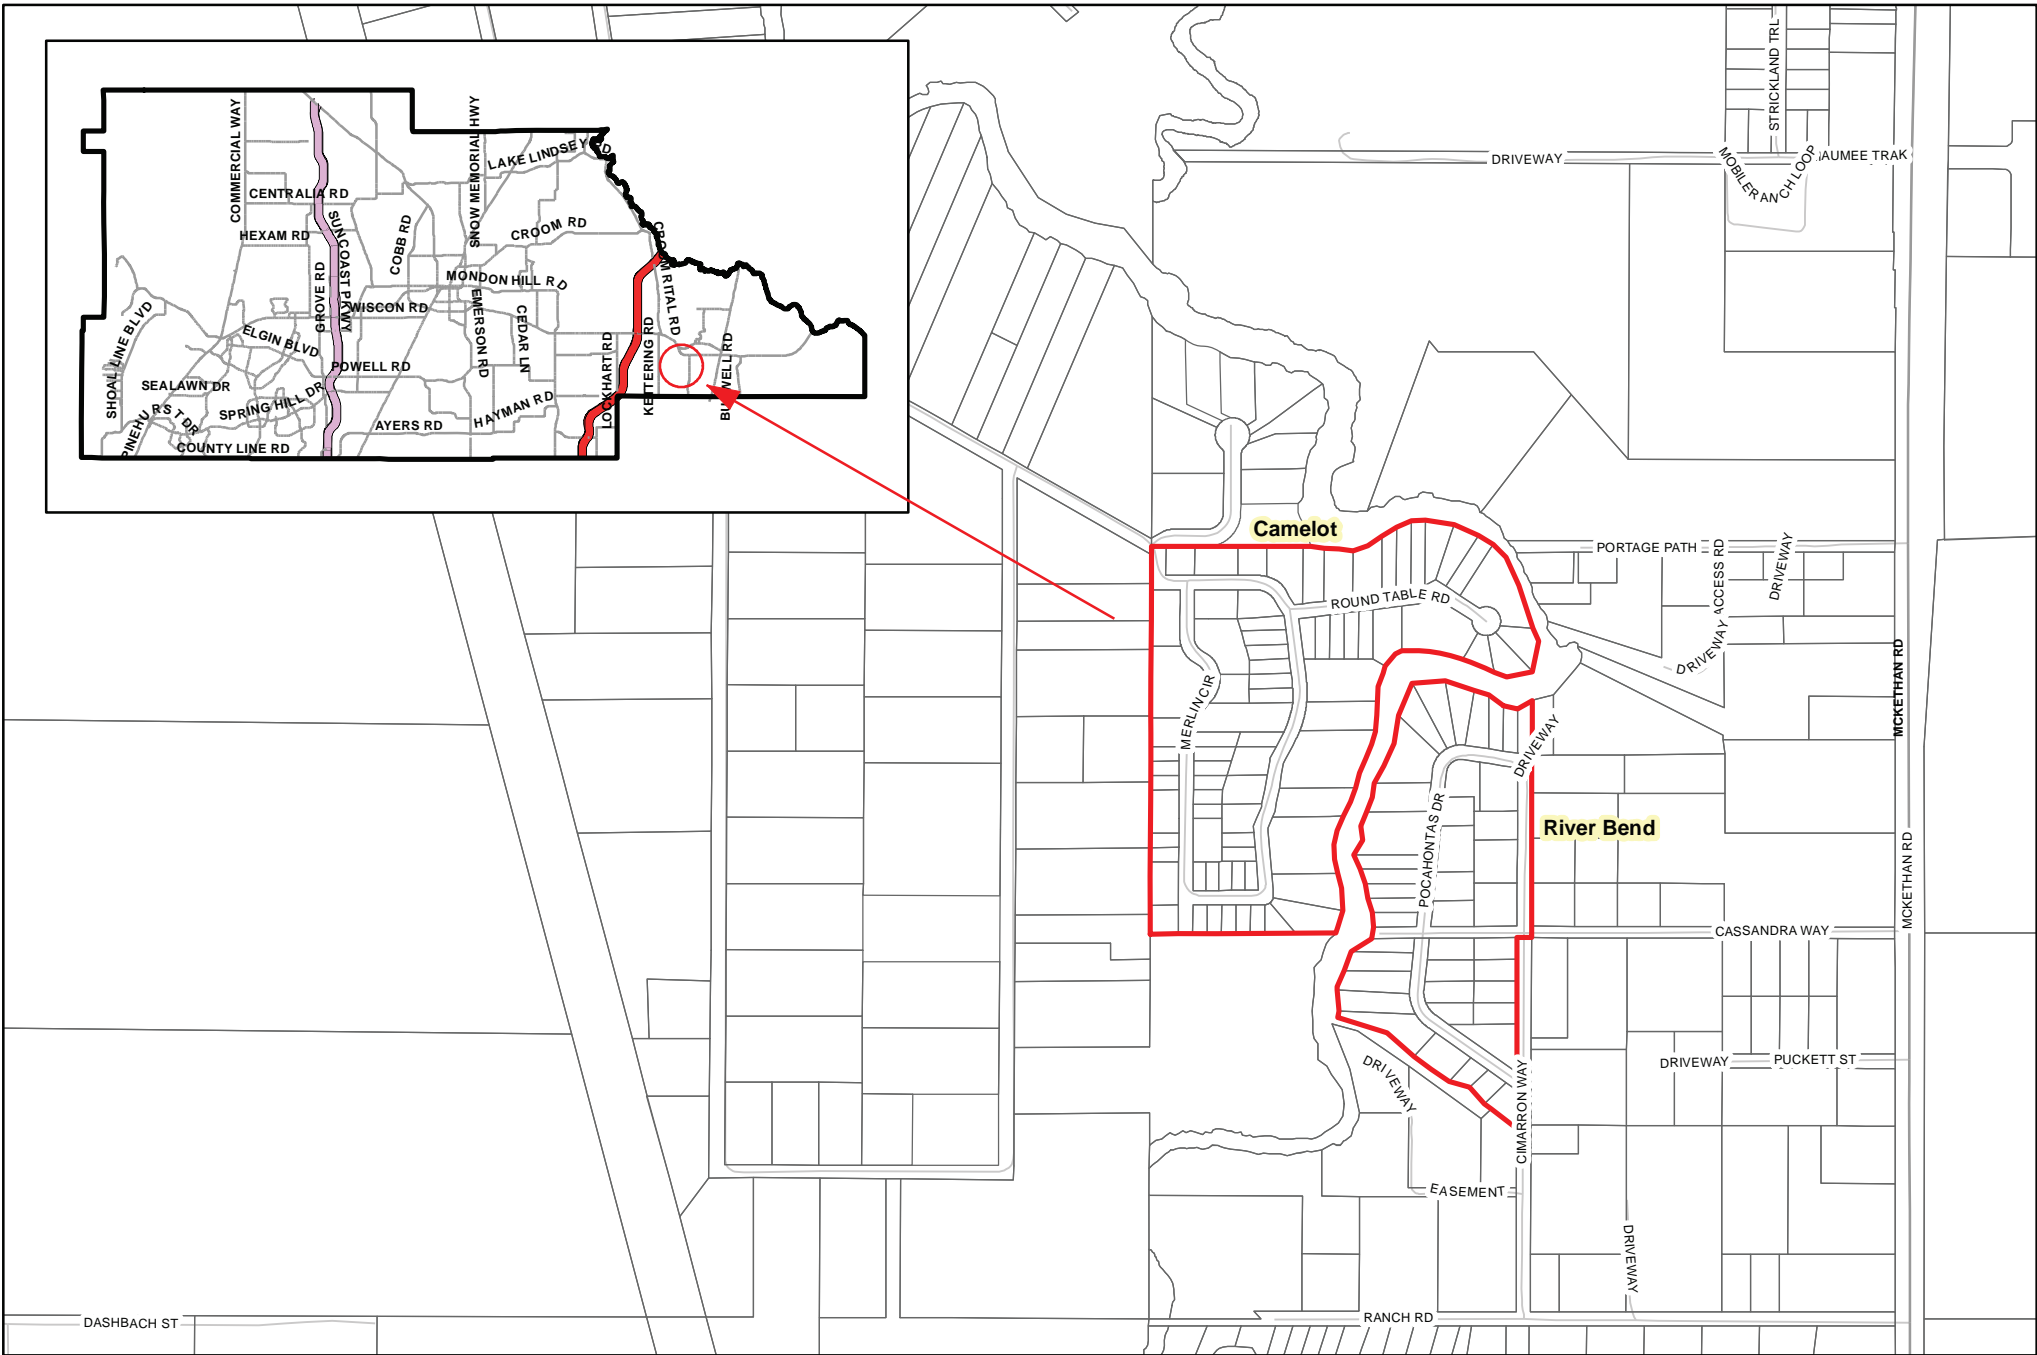 COMMERCIAL WAY
SNOW MEMORIAL HWY
LAKE LINDSEY RD
CENTRALIA RD
SUNCOAST PKWY
COBB RD
CROOM RD
CROOM RITAL RD
HEXAM RD
GROVE RD
MONDON HILL RD
WISCON RD
EMERSON RD
CEDAR LN
SHOAL LINE BLVD
ELGIN BLVD
POWELL RD
LOCKHART RD
KETTERING RD
SEALAWN DR
SPRING HILL DR
PINEHURST DR
AYERS RD
HAYMAN RD
COUNTY LINE RD
STRICKLAND TRL
DRIVEWAY
MOBILE RANCH LOOP
AUMEE TRAK
Camelot
PORTAGE PATH
ACCESS RD
DRIVEWAY
DRIVEWAY
ROUND TABLE RD
MCKETHAN RD
MERLIN CIR
DRIVEWAY
POCAHONTAS DR
River Bend
MCKETHAN RD
CASSANDRA WAY
DRIVEWAY
CIMARRON WAY
DRIVEWAY
PUCKETT ST
EASEMENT
DRIVEWAY
DASHBACH ST
RANCH RD